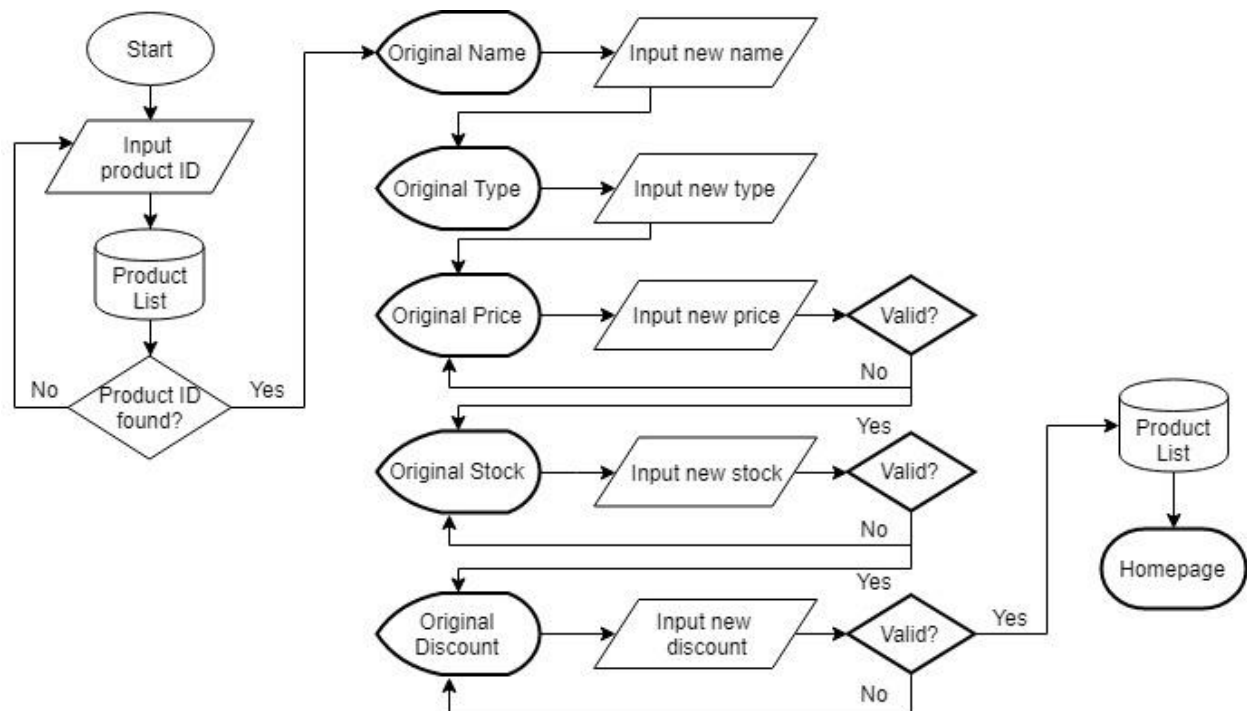 Start
Input
product ID
Product
List
Product ID
found?
No
Yes
Original Name
Input new name
Original Type
Input new type
Original Price
Input new price
Valid?
No
Yes
Original Stock
Input new stock
Valid?
No
Yes
Original
Discount
Input new
discount
Valid?
No
Yes
Product
List
Homepage